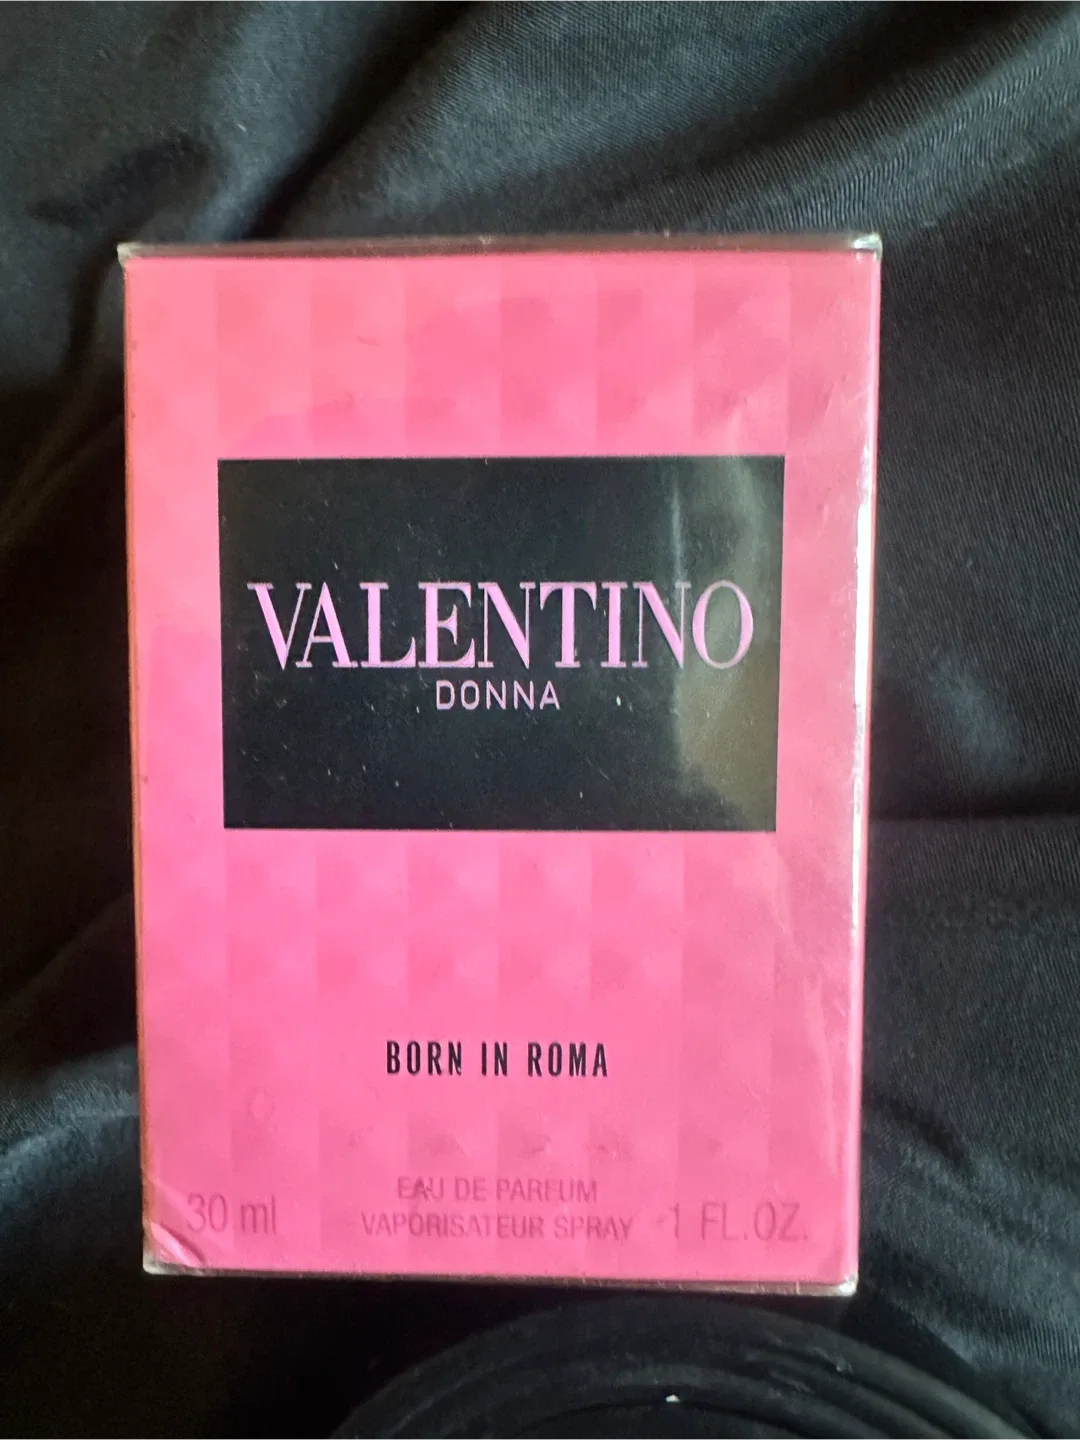 VALENTINO
DONNA
BORN IN ROMA
EAU DE PARFUM
30 ml VAPORISATEUR SPRAY 1 FL.OZ.